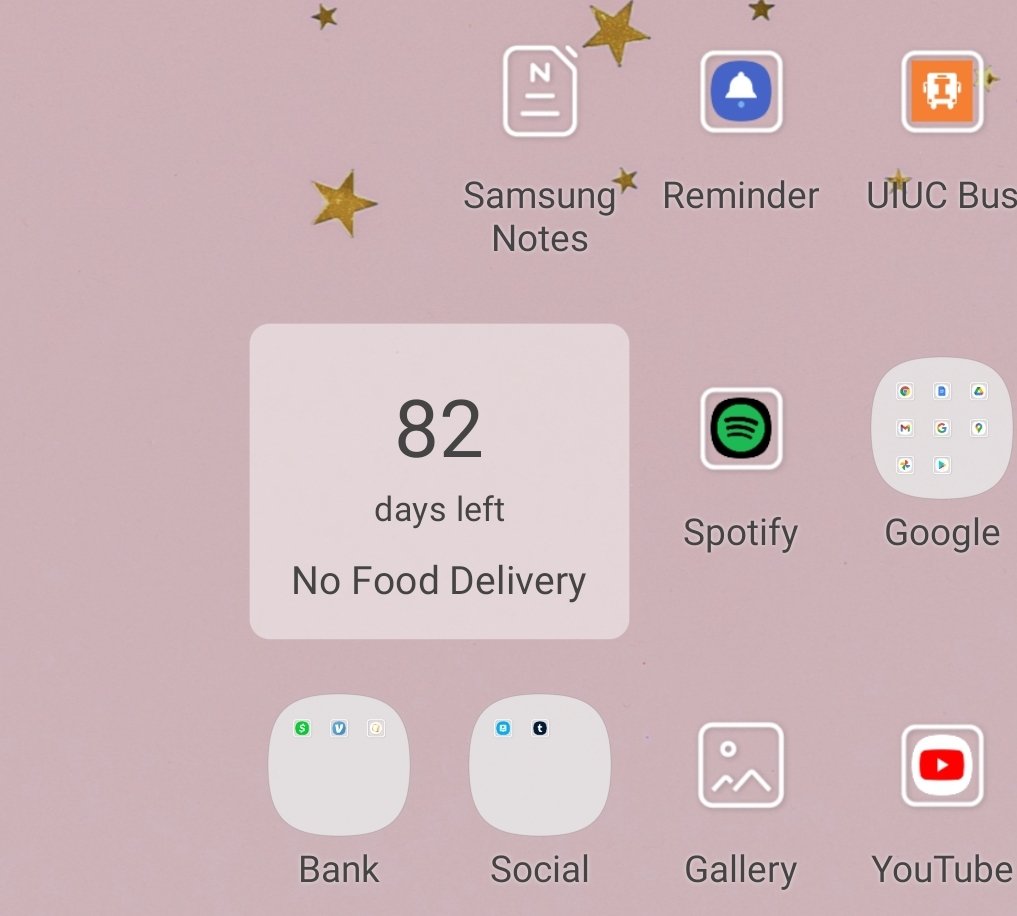 Samsung
Notes
Reminder
UIUC Bus
82
days left
No Food Delivery
Spotify
Google
Bank
Social
Gallery
YouTube